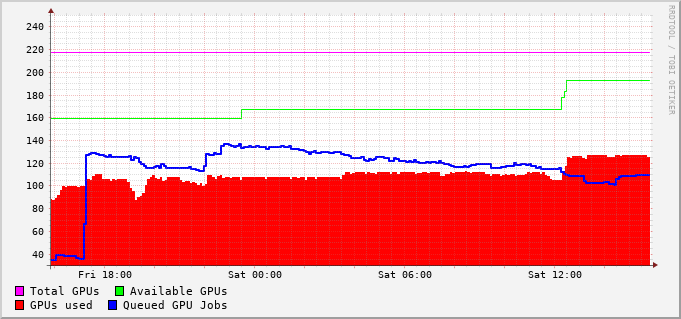 RRDTOOL / TOBI OETIKER
240
220
200
180
160
140
120
100
80
60
40
Fri 18:00 Sat 00:00 Sat 06:00 Sat 12:00
Total GPUs Available GPUs
GPUs used Queued GPU Jobs